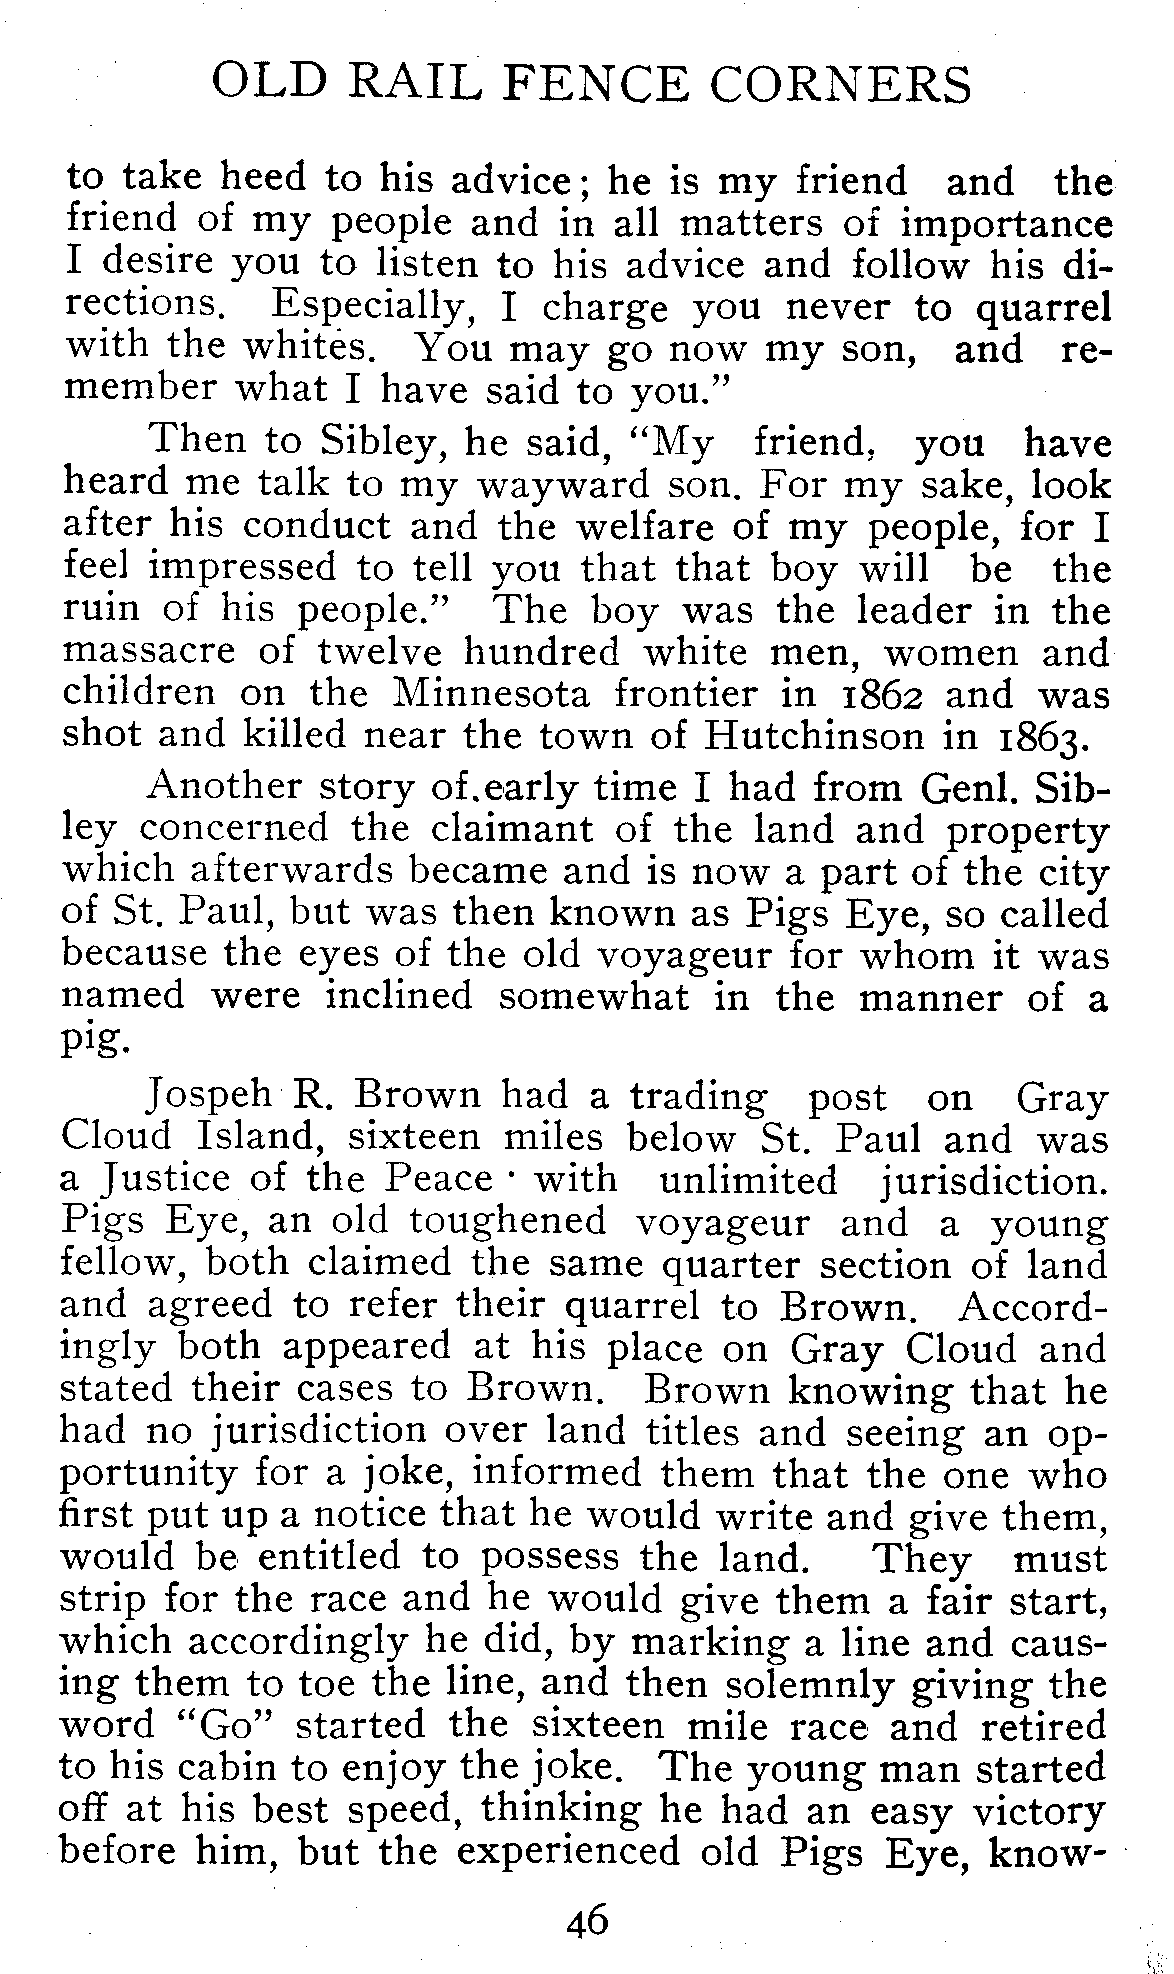 OLD RAIL FENCE CORNERS
to take heed to his advice; he is my friend and the
friend of my people and in all matters of importance
I desire you to listen to his advice and follow his di-
rections. Especially, I charge you never to quarrel
with the whites. You may go now my son, and re-
member what I have said to you."
Then to Sibley, he said, "My friend, you have
heard me talk to my wayward son. For my sake, look
after his conduct and the welfare of my people, for I
feel impressed to tell you that that boy will be the
ruin of his people." The boy was the leader in the
massacre of twelve hundred white men, women and
children on the Minnesota frontier in 1862 and was
shot and killed near the town of Hutchinson in 1863.
Another story of.early time I had from Genl. Sib-
ley concerned the claimant of the land and property
which afterwards became and is now a part of the city
of St. Paul, but was then known as Pigs Eye, so called
because the eyes of the old voyageur for whom it was
named were inclined somewhat in the manner of a
pig.
Jospeh R. Brown had a trading post on Gray
Cloud Island, sixteen miles below St. Paul and was
a Justice of the Peace · with unlimited jurisdiction.
Pigs Eye, an old toughened voyageur and a young
fellow, both claimed the same quarter section of land
and agreed to refer their quarrel to Brown. Accord-
ingly both appeared at his place on Gray Cloud and
stated their cases to Brown. Brown knowing that he
had no jurisdiction over land titles and seeing an op-
portunity for a joke, informed them that the one who
first put up a notice that he would write and give them,
would be entitled to possess the land. They must
strip for the race and he would give them a fair start,
which accordingly he did, by marking a line and caus-
ing them to toe the line, and then solemnly giving the
word "Go" started the sixteen mile race and retired
to his cabin to enjoy the joke. The young man started
off at his best speed, thinking he had an easy victory
before him, but the experienced old Pigs Eye, know-
46